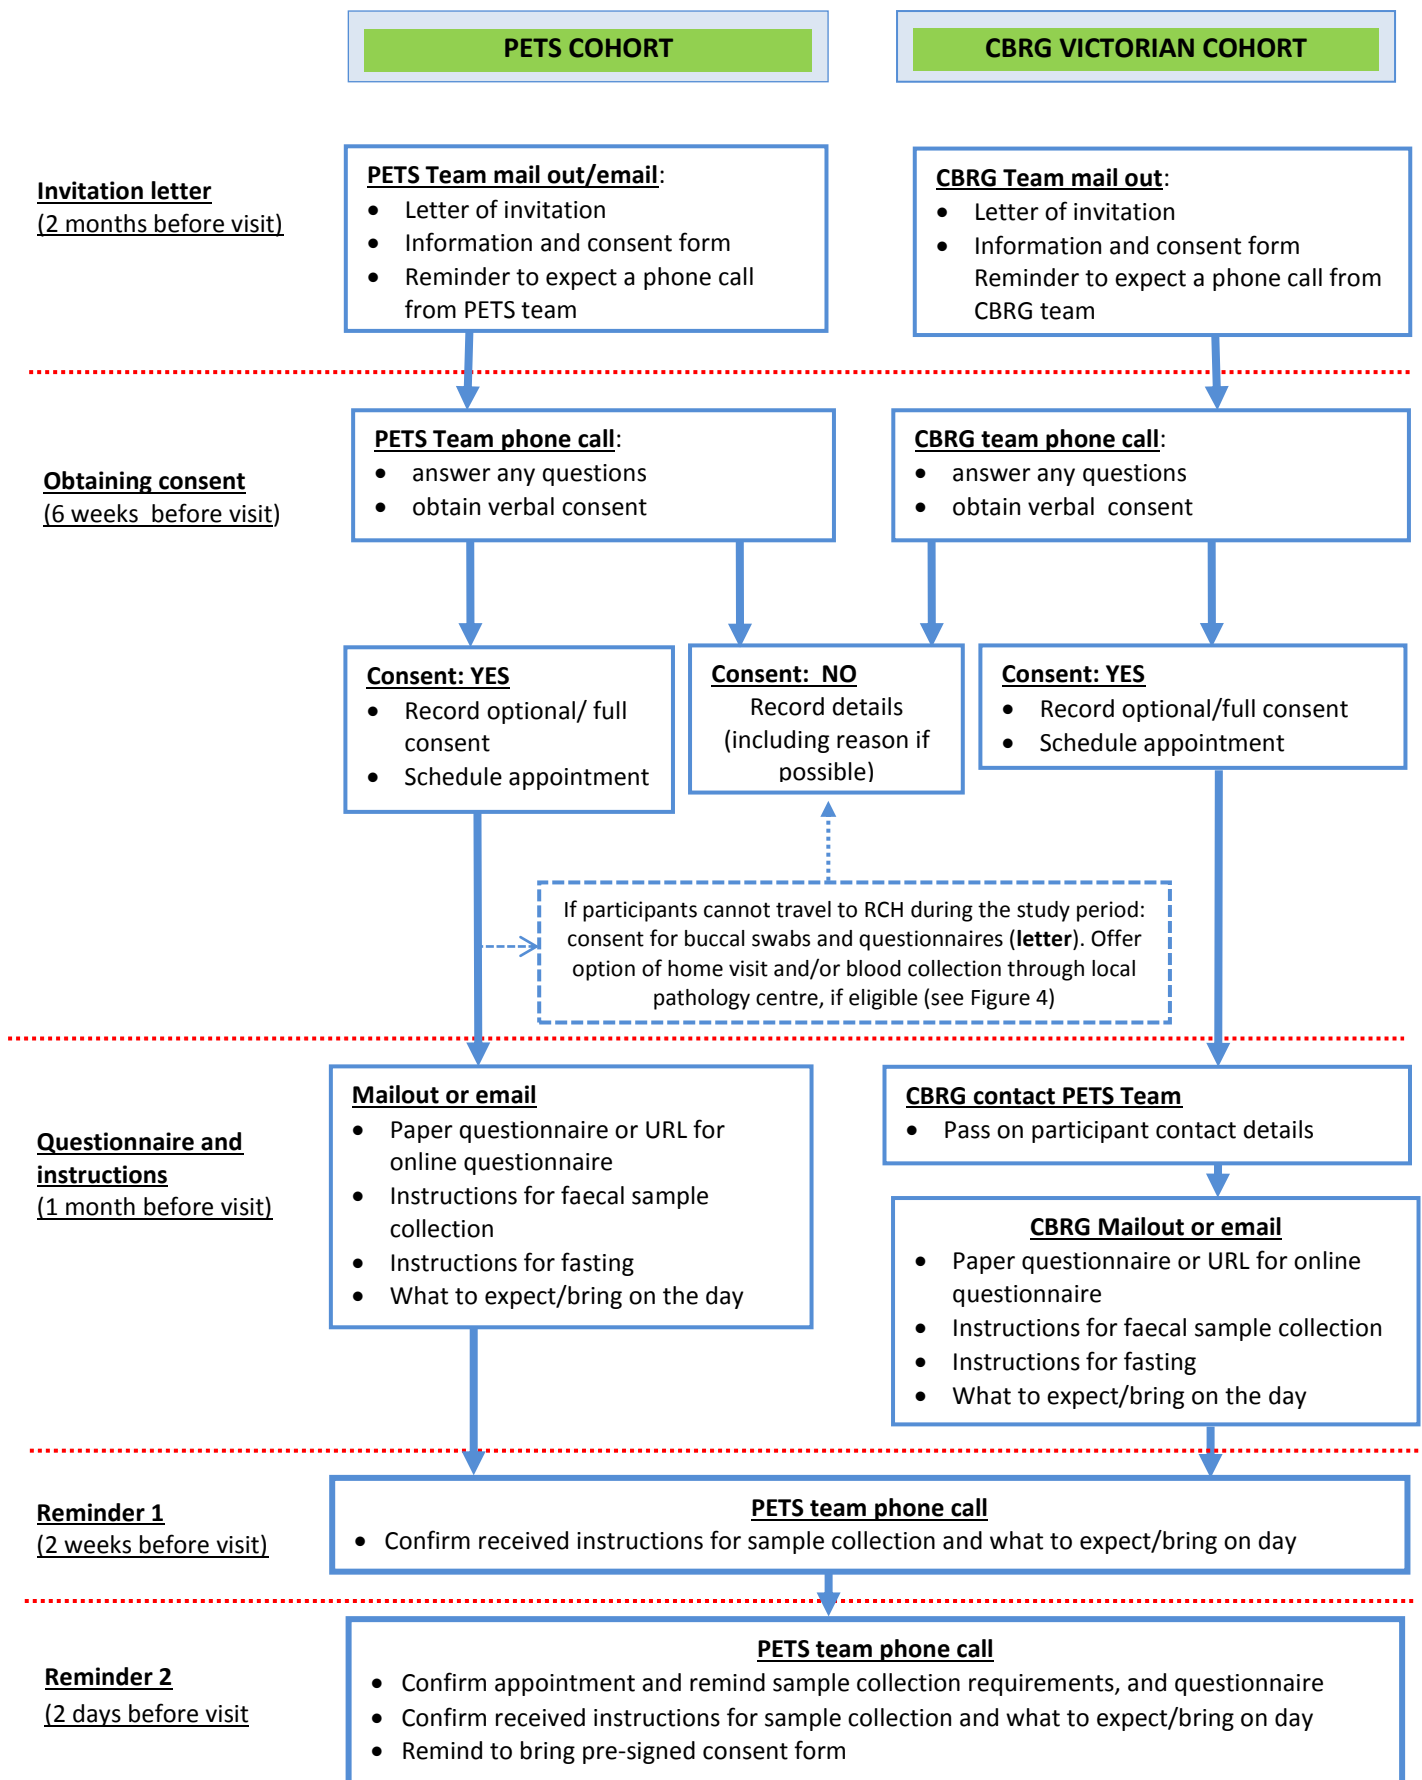 PETS COHORT
CBRG VICTORIAN COHORT
Invitation letter
(2 months before visit)
PETS Team mail out/email:
• Letter of invitation
• Information and consent form
• Reminder to expect a phone call
from PETS team
CBRG Team mail out:
• Letter of invitation
• Information and consent form
Reminder to expect a phone call from
CBRG team
Obtaining consent
(6 weeks before visit)
PETS Team phone call:
• answer any questions
• obtain verbal consent
CBRG team phone call:
• answer any questions
• obtain verbal consent
Consent: YES
• Record optional/ full
consent
• Schedule appointment
Consent: NO
Record details
(including reason if
possible)
Consent: YES
• Record optional/full consent
• Schedule appointment
If participants cannot travel to RCH during the study period:
consent for buccal swabs and questionnaires (letter). Offer
option of home visit and/or blood collection through local
pathology centre, if eligible (see Figure 4)
Questionnaire and
instructions
(1 month before visit)
Mailout or email
• Paper questionnaire or URL for
online questionnaire
• Instructions for faecal sample
collection
• Instructions for fasting
• What to expect/bring on the day
CBRG contact PETS Team
• Pass on participant contact details
CBRG Mailout or email
• Paper questionnaire or URL for online
questionnaire
• Instructions for faecal sample collection
• Instructions for fasting
• What to expect/bring on the day
Reminder 1
(2 weeks before visit)
PETS team phone call
• Confirm received instructions for sample collection and what to expect/bring on day
Reminder 2
(2 days before visit
PETS team phone call
• Confirm appointment and remind sample collection requirements, and questionnaire
• Confirm received instructions for sample collection and what to expect/bring on day
• Remind to bring pre-signed consent form